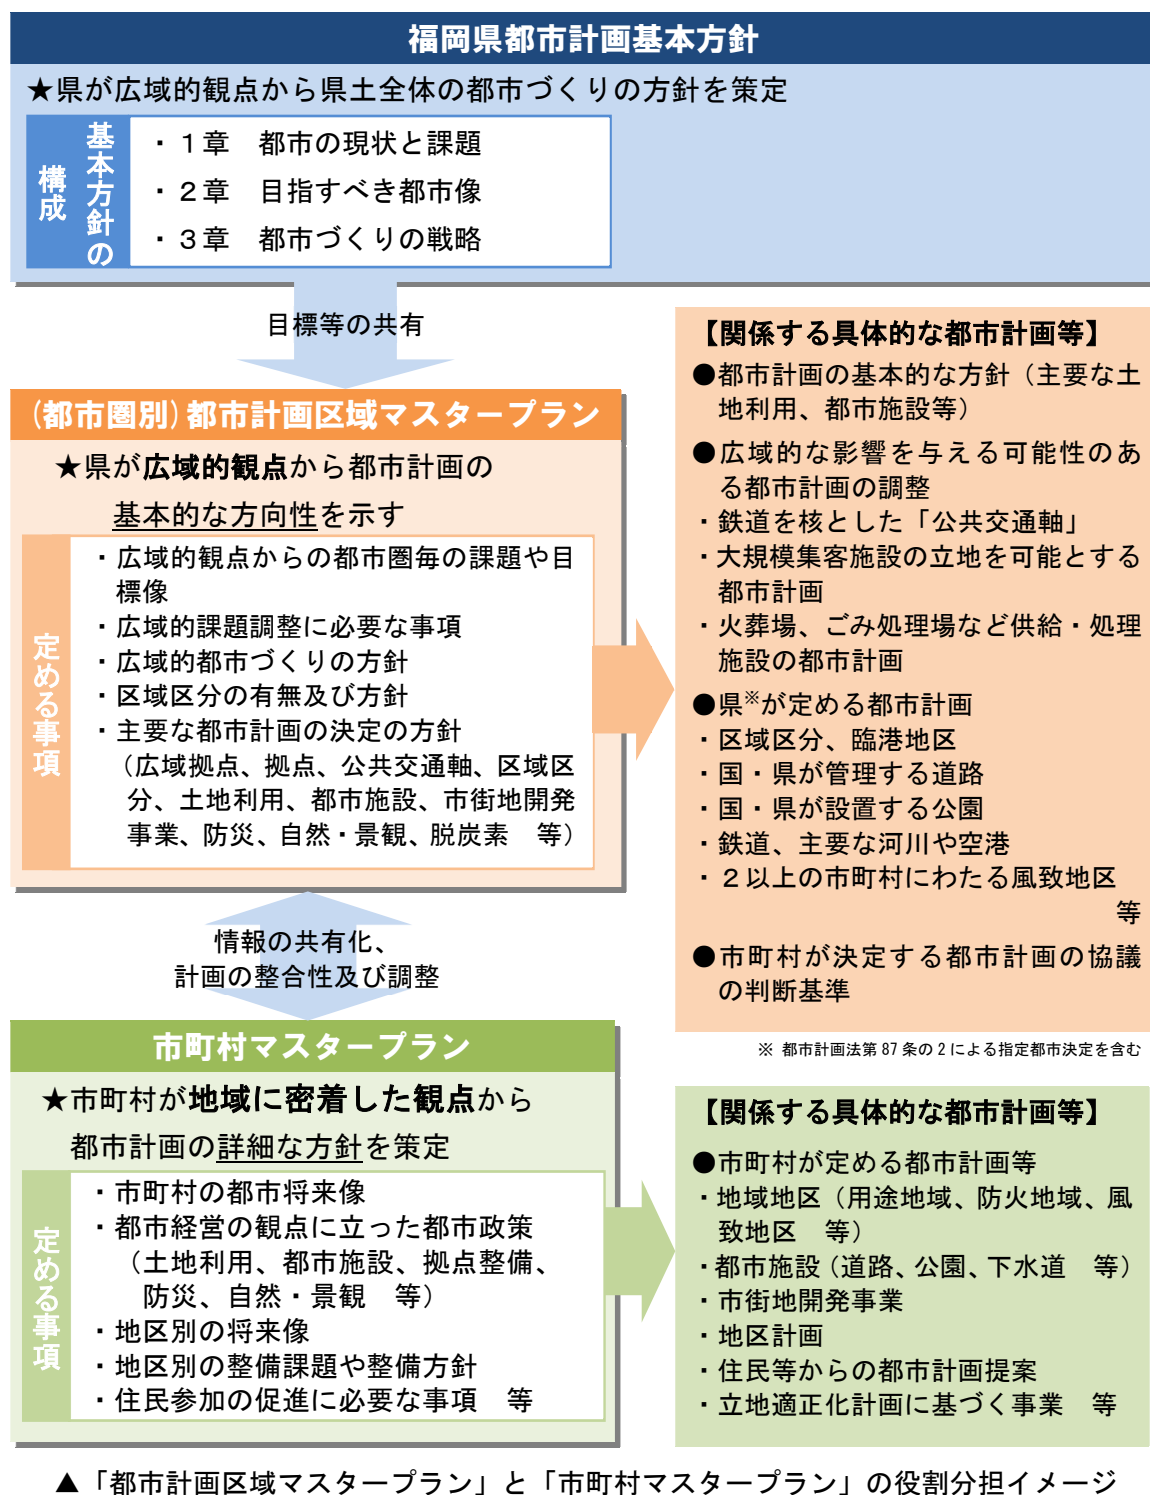 福岡県都市計画基本方針
★県が広域的観点から県土全体の都市づくりの方針を策定
基本方針の
構成
・１章　都市の現状と課題
・２章　目指すべき都市像
・３章　都市づくりの戦略
目標等の共有
(都市圏別)都市計画区域マスタープラン
★県が広域的観点から都市計画の
基本的な方向性を示す
定める事項
・広域的観点からの都市圏毎の課題や目
標像
・広域的課題調整に必要な事項
・広域的都市づくりの方針
・区域区分の有無及び方針
・主要な都市計画の決定の方針
（広域拠点、拠点、公共交通軸、区域区
分、土地利用、都市施設、市街地開発
事業、防災、自然・景観、脱炭素　等）
【関係する具体的な都市計画等】
●都市計画の基本的な方針（主要な土
地利用、都市施設等）
●広域的な影響を与える可能性のあ
る都市計画の調整
・鉄道を核とした「公共交通軸」
・大規模集客施設の立地を可能とする
都市計画
・火葬場、ごみ処理場など供給・処理
施設の都市計画
●県※が定める都市計画
・区域区分、臨港地区
・国・県が管理する道路
・国・県が設置する公園
・鉄道、主要な河川や空港
・２以上の市町村にわたる風致地区
等
●市町村が決定する都市計画の協議
の判断基準
※ 都市計画法第 87 条の 2 による指定都市決定を含む
情報の共有化、
計画の整合性及び調整
市町村マスタープラン
★市町村が地域に密着した観点から
都市計画の詳細な方針を策定
定める事項
・市町村の都市将来像
・都市経営の観点に立った都市政策
（土地利用、都市施設、拠点整備、
防災、自然・景観　等）
・地区別の将来像
・地区別の整備課題や整備方針
・住民参加の促進に必要な事項　等
【関係する具体的な都市計画等】
●市町村が定める都市計画等
・地域地区（用途地域、防火地域、風
致地区　等）
・都市施設（道路、公園、下水道　等）
・市街地開発事業
・地区計画
・住民等からの都市計画提案
・立地適正化計画に基づく事業　等
▲「都市計画区域マスタープラン」と「市町村マスタープラン」の役割分担イメージ